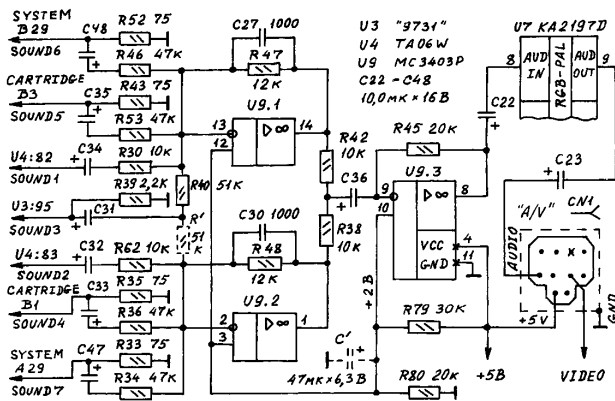 SYSTEM
B29
SOUND6
C48
R52 75
R46 47K
CARTRIDGE
B3
SOUND5
C35
R43 75
R53 47K
U4:82
SOUND1
C34
R30 10K
R39 2,2K
U3:95
SOUND3
C31
R40 51K
R'
51
K
U4:83
SOUND2
C32
R62 10K
CARTRIDGE
B1
SOUND4
C33
R35 75
R36 47K
SYSTEM
A29
SOUND7
C47
R33 75
R34 47K
C27 1000
R47
12K
U9.1
13
12
14
▷∞
C30 1000
R48
12K
U9.2
2
3
1
▷∞
R42
10K
R38
10K
C36
U3 "9731"
U4 TA06W
U9 MC3403P
C22-C48
10,0МК×16В
R45 20K
U9.3
9
10
8
▷∞
VCC
GND
4
11
+2В
R79 30K
C'
47МК×6,3В
R80 20K
+5В
U7 KA2197D
8
AUD
IN
RGB-PAL
AUD
OUT
9
C22
C23
"A/V"
CN1
AUDIO
+5V
VIDEO
GND